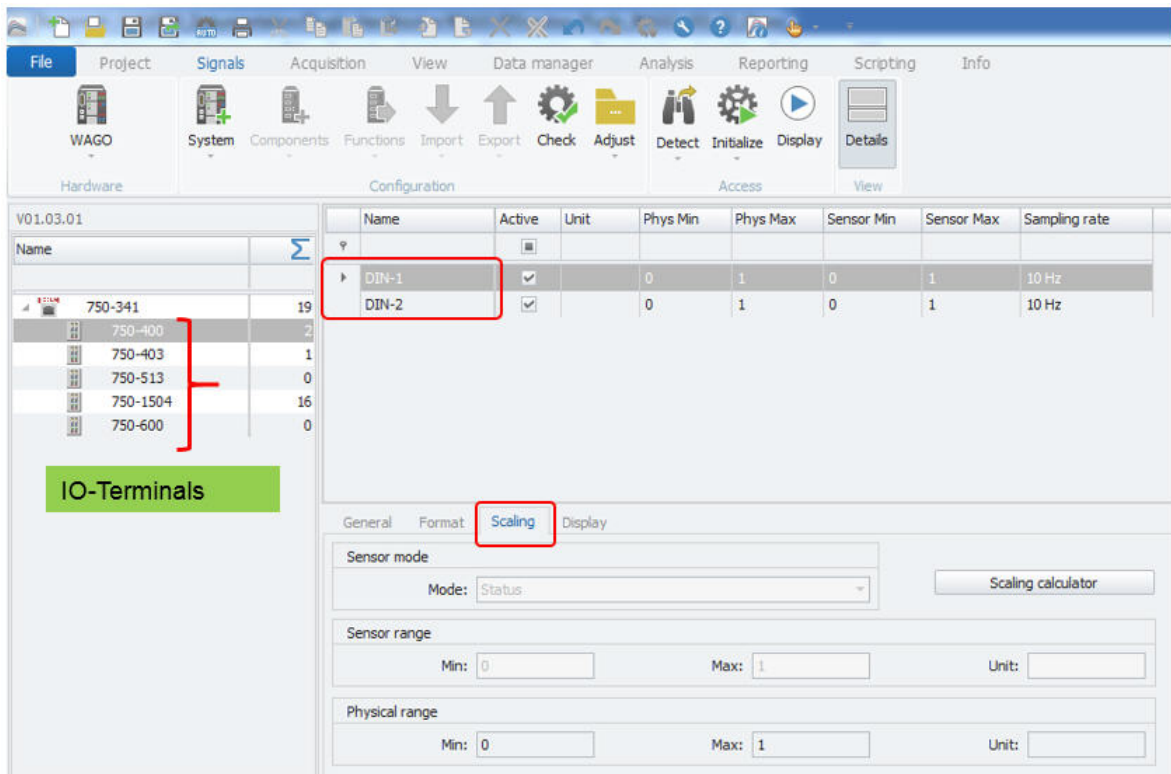 AUTO
File Project Signals Acquisition View Data manager Analysis Reporting Scripting Info
WAGO System Components Functions Import Export Check Adjust Detect Initialize Display Details
Hardware Configuration Access View
V01.03.01
Name Σ
750-341 19
750-400 2
750-403 1
750-513 0
750-1504 16
750-600 0
IO-Terminals
Name Active Unit Phys Min Phys Max Sensor Min Sensor Max Sampling rate
DIN-1 0 1 0 1 10 Hz
DIN-2 0 1 0 1 10 Hz
General Format Scaling Display
Sensor mode
Mode: Status Scaling calculator
Sensor range
Min: 0 Max: 1 Unit:
Physical range
Min: 0 Max: 1 Unit: